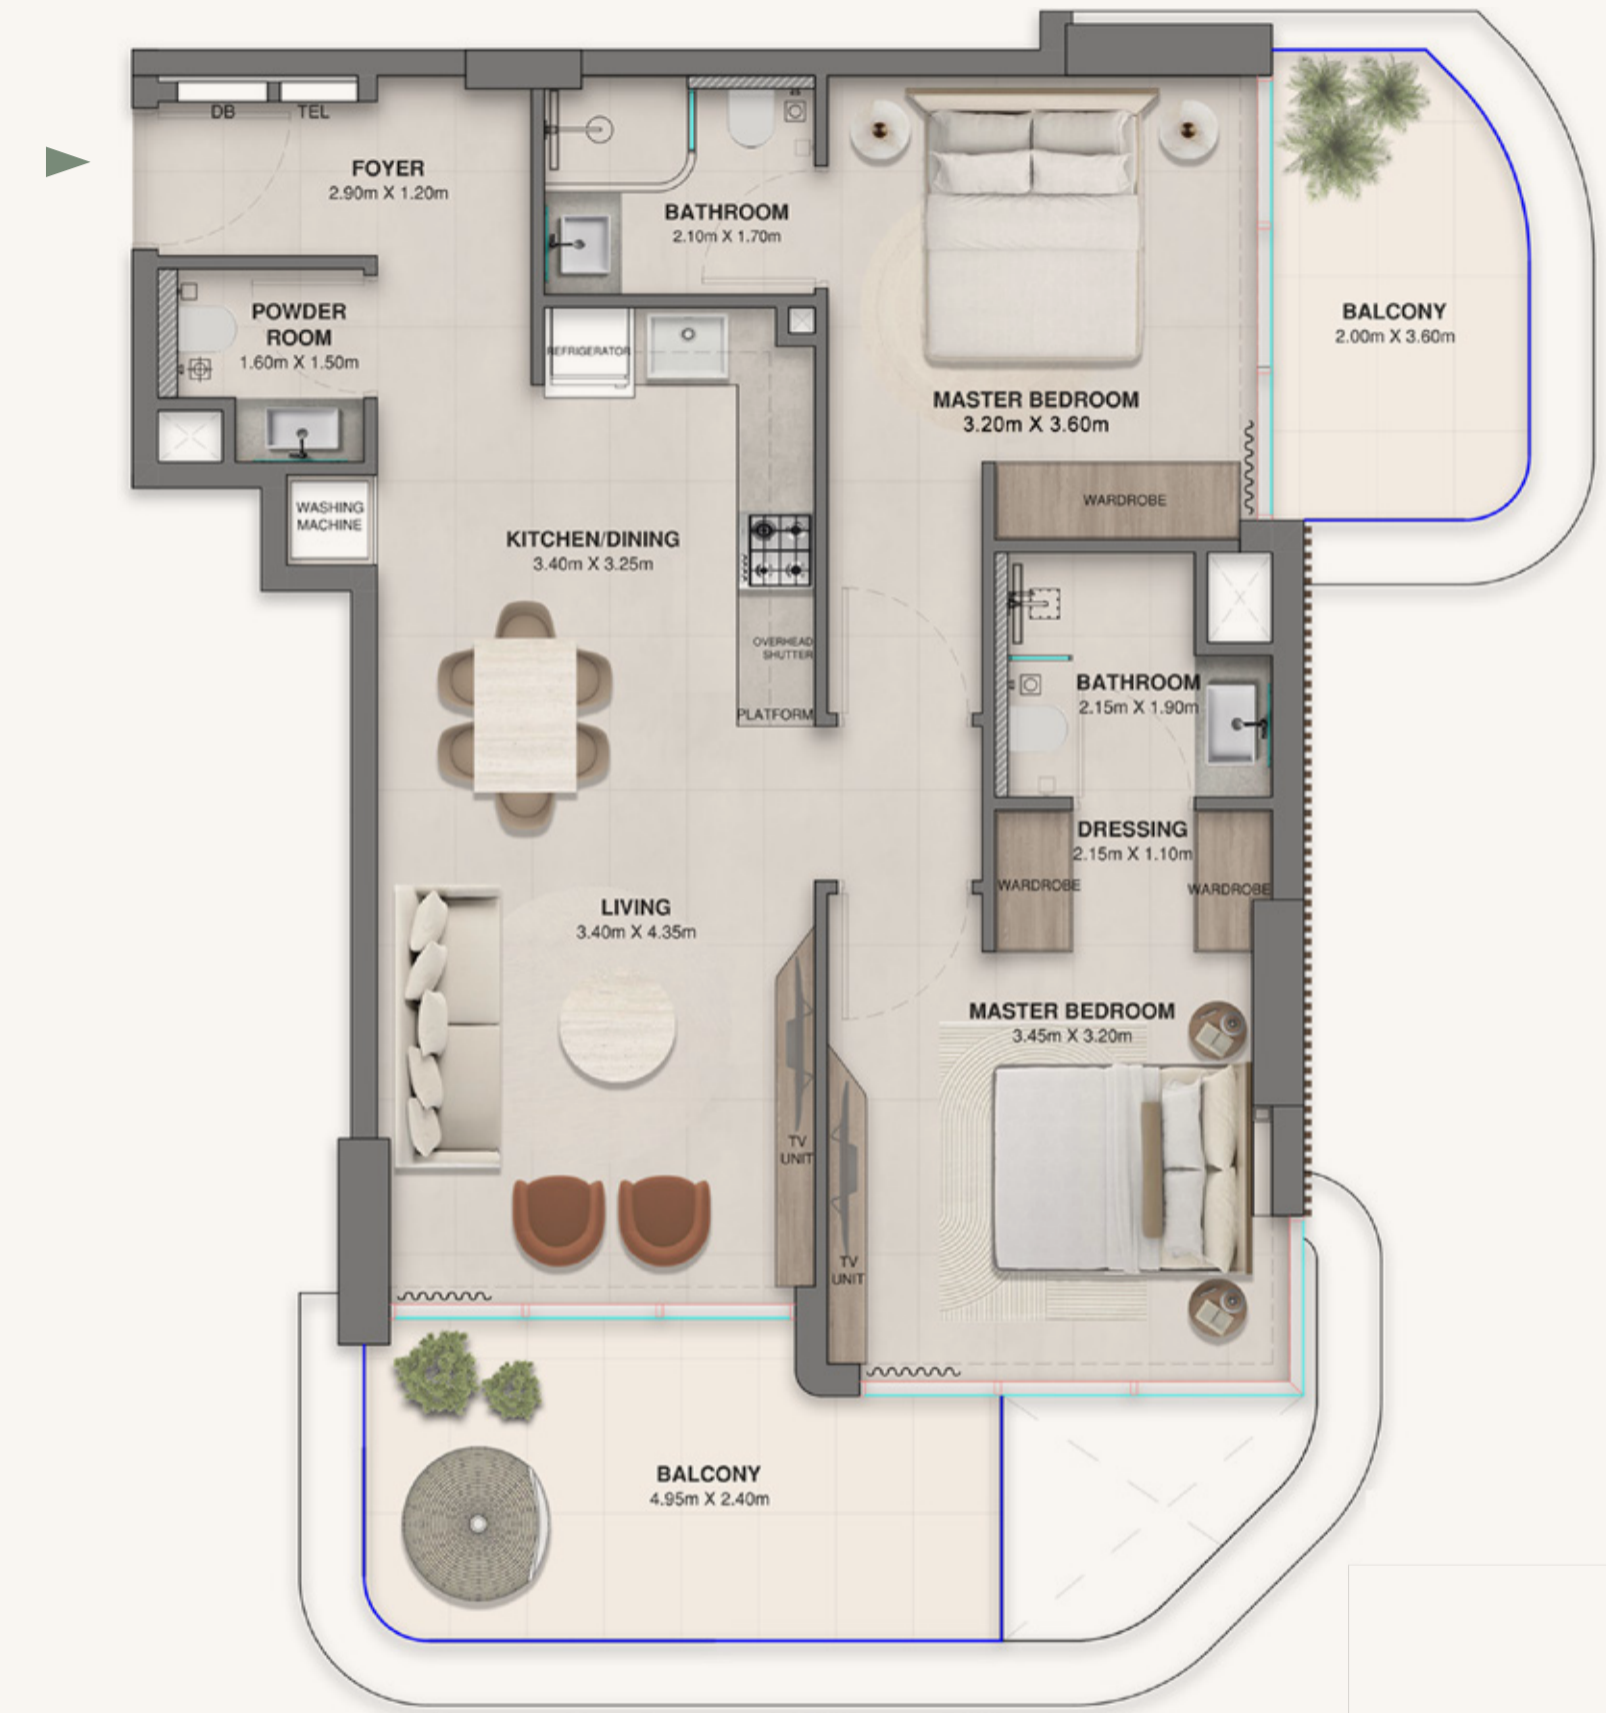 DB
TEL
FOYER
2.90m X 1.20m
BATHROOM
2.10m X 1.70m
POWDER
ROOM
1.60m X 1.50m
REFRIGERATOR
BALCONY
2.00m X 3.60m
MASTER BEDROOM
3.20m X 3.60m
WARDROBE
WASHING
MACHINE
KITCHEN/DINING
3.40m X 3.25m
OVERHEAD
SHUTTER
PLATFORM
BATHROOM
2.15m X 1.90m
DRESSING
2.15m X 1.10m
WARDROBE
WARDROBE
LIVING
3.40m X 4.35m
MASTER BEDROOM
3.45m X 3.20m
TV
UNIT
TV
UNIT
BALCONY
4.95m X 2.40m